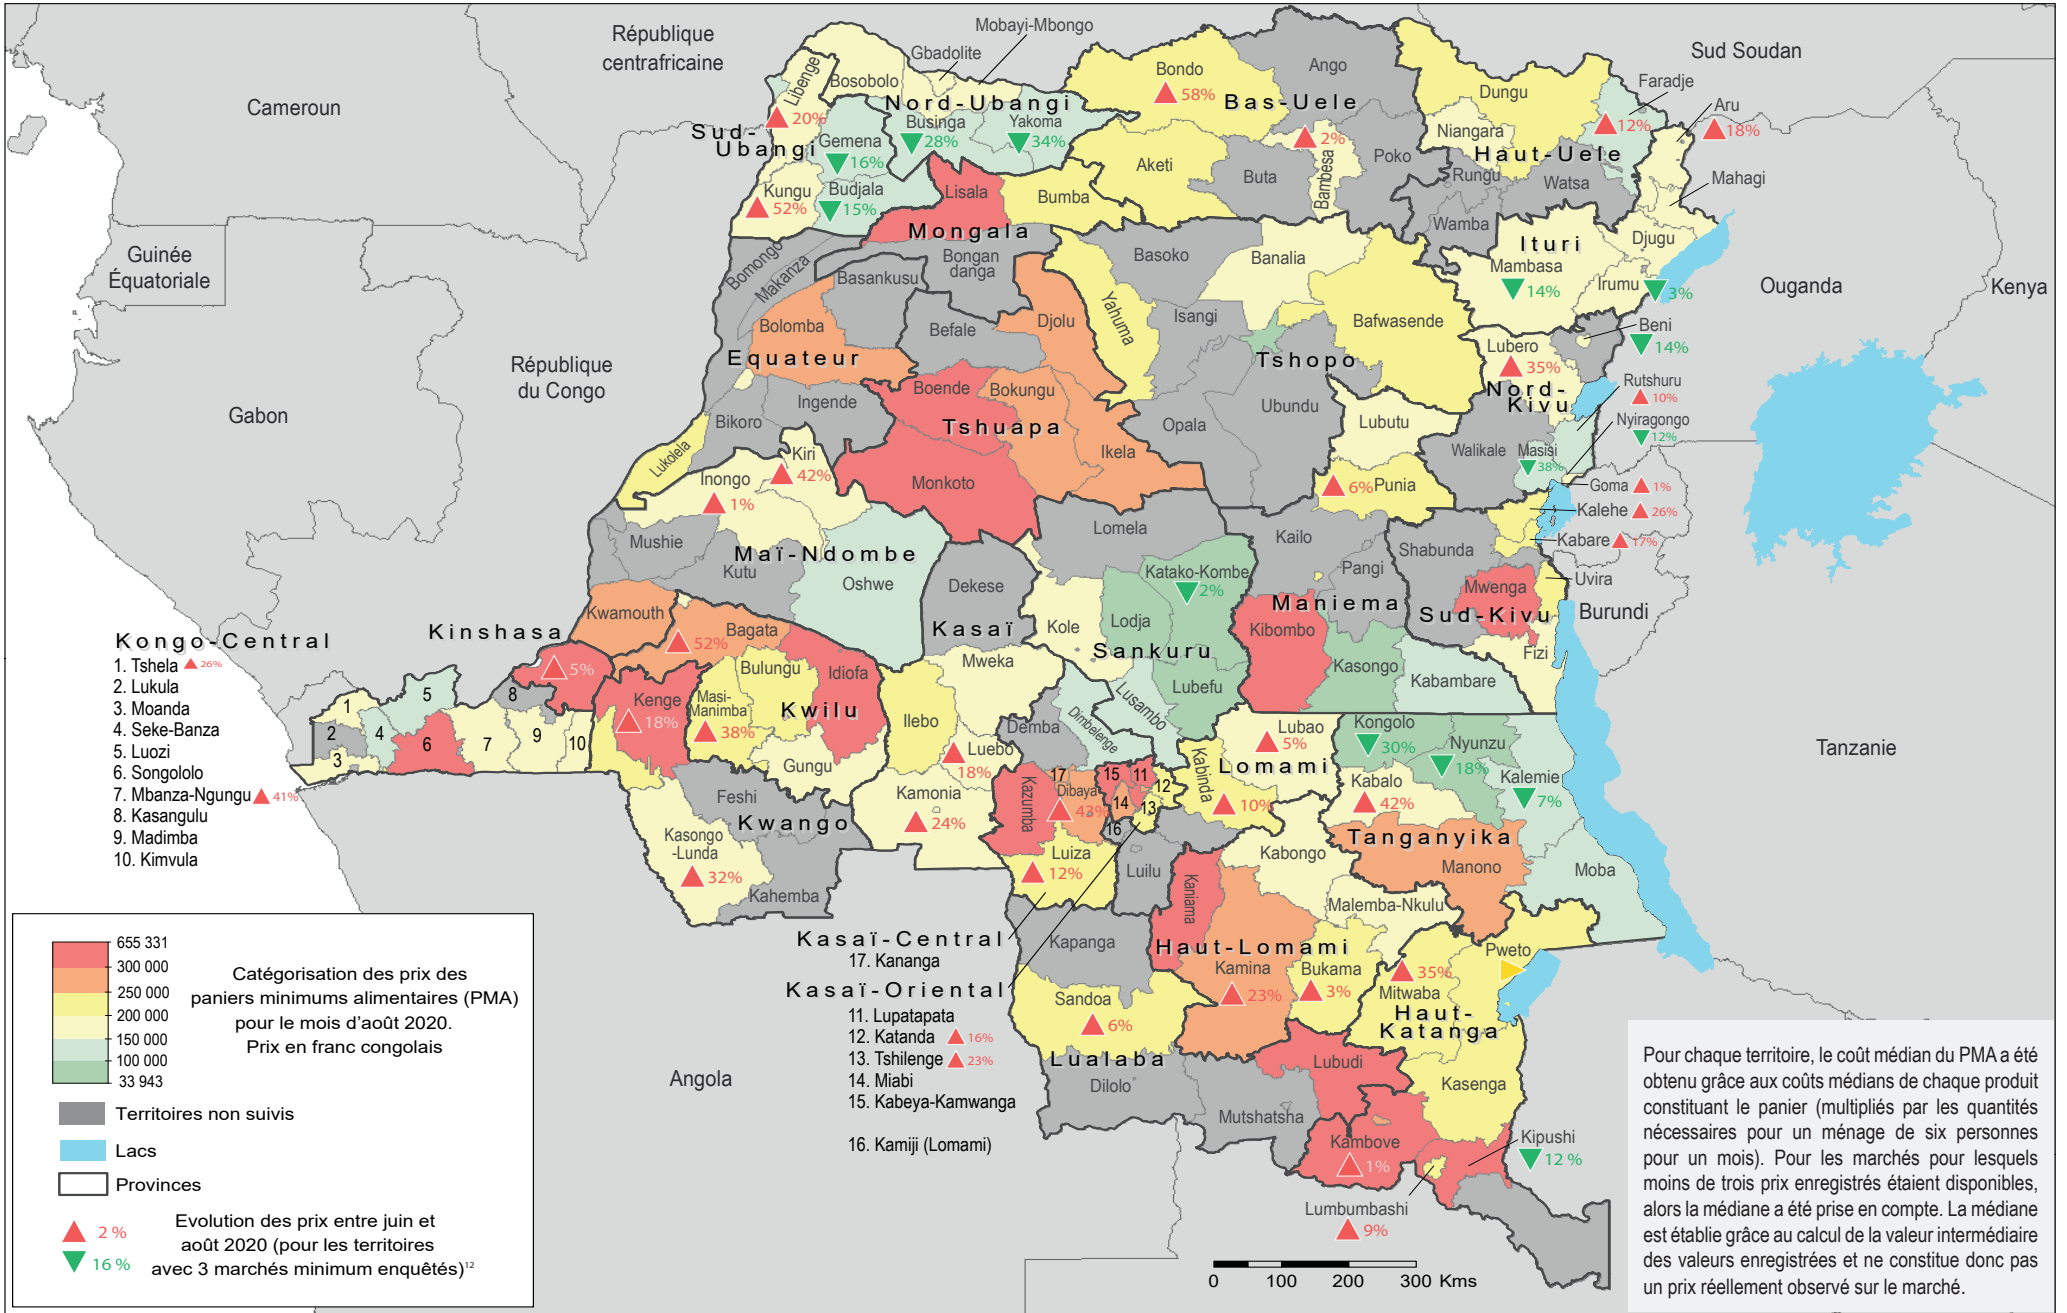 République
centrafricaine
Mobayi-Mbongo
Gbadolite
Sud Soudan
Cameroun
Libenge
Bosobolo
Bondo
58%
Ango
Bas-Uele
Dungu
Faradje
12%
Aru
18%
Nord-Ubangi
20%
Sud-
Ubangi
Gemena
16%
Businga
28%
Yakoma
34%
2%
Bambesa
Niangara
Haut-Uele
Poko
Aketi
Buta
Rungu
Watsa
Mahagi
Kungu
52%
Budjala
15%
Lisala
Bumba
Wamba
Mongala
Guinée
Équatoriale
Bomongo
Makanza
Basankusu
Bongan
danga
Basoko
Banalia
Ituri
Mambasa
14%
Djugu
Irumu
3%
Ouganda
Kenya
Bolomba
Befale
Djolu
Yahuma
Isangi
Bafwasende
Beni
14%
Equateur
Tshopo
Lubero
35%
Nord-
Kivu
République
du Congo
Gabon
Boende
Bokungu
Ingende
Bikoro
Tshuapa
Opala
Ubundu
Lubutu
Rutshuru
10%
Nyiragongo
12%
Lukolela
Kiri
42%
Inongo
1%
Monkoto
Ikela
Walikale
Masisi
38%
6%
Punia
Goma
1%
Kalehe
26%
Kabare
17%
Mushie
Maï-Ndombe
Kutu
Oshwe
Lomela
Kailo
Shabunda
Pangi
Dekese
Katako-Kombe
2%
Mwenga
Uvira
Burundi
Kwamouth
Maniema
Sud-Kivu
Kongo-Central
1. Tshela
26%
2. Lukula
3. Moanda
4. Seke-Banza
5. Luozi
6. Songololo
7. Mbanza-Ngungu
41%
8. Kasangulu
9. Madimba
10. Kimvula
Kinshasa
5%
52%
Bagata
Kasaï
Kole
Lodja
Sankuru
Kibombo
Fizi
Bulungu
Idiofa
Mweka
Kasongo
Kabambare
Kenge
18%
Masi-
Manimba
38%
Kwilu
Ilebo
Lubefu
Lusambo
Dimbelenge
Demba
1
2
3
4
5
6
7
8
9
10
Gungu
Luebo
18%
Lubao
5%
Kongolo
30%
Nyunzu
18%
Kalemie
7%
Tanzanie
Lomami
Kabinda
10%
Kabalo
42%
Kamonia
24%
Kazumba
17
Dibaya
43%
15
11
12
14
13
16
Feshi
Kwango
Kasongo
-Lunda
32%
Kahemba
Tanganyika
Manono
Moba
Luiza
12%
Luilu
Kabongo
Kaniama
Malemba-Nkulu
Kasaï-Central
17. Kananga
Kasaï-Oriental
11. Lupatapata
12. Katanda
16%
13. Tshilenge
23%
14. Miabi
15. Kabeya-Kamwanga
16. Kamiji (Lomami)
Kapanga
Haut-Lomami
Kamina
23%
Bukama
3%
Pweto
35%
Mitwaba
Haut-
Katanga
Sandoa
6%
Lualaba
Dilolo
Lubudi
Kasenga
Angola
Mutshatsha
Kambove
1%
Kipushi
12 %
Lumbumbashi
9%
655 331
300 000
250 000
200 000
150 000
100 000
33 943
Catégorisation des prix des
paniers minimums alimentaires (PMA)
pour le mois d’août 2020.
Prix en franc congolais
Territoires non suivis
Lacs
Provinces
2 %
16 %
Evolution des prix entre juin et
août 2020 (pour les territoires
avec 3 marchés minimum enquêtés)¹²
0 100 200 300 Kms
Pour chaque territoire, le coût médian du PMA a été
obtenu grâce aux coûts médians de chaque produit
constituant le panier (multipliés par les quantités
nécessaires pour un ménage de six personnes
pour un mois). Pour les marchés pour lesquels
moins de trois prix enregistrés étaient disponibles,
alors la médiane a été prise en compte. La médiane
est établie grâce au calcul de la valeur intermédiaire
des valeurs enregistrées et ne constitue donc pas
un prix réellement observé sur le marché.